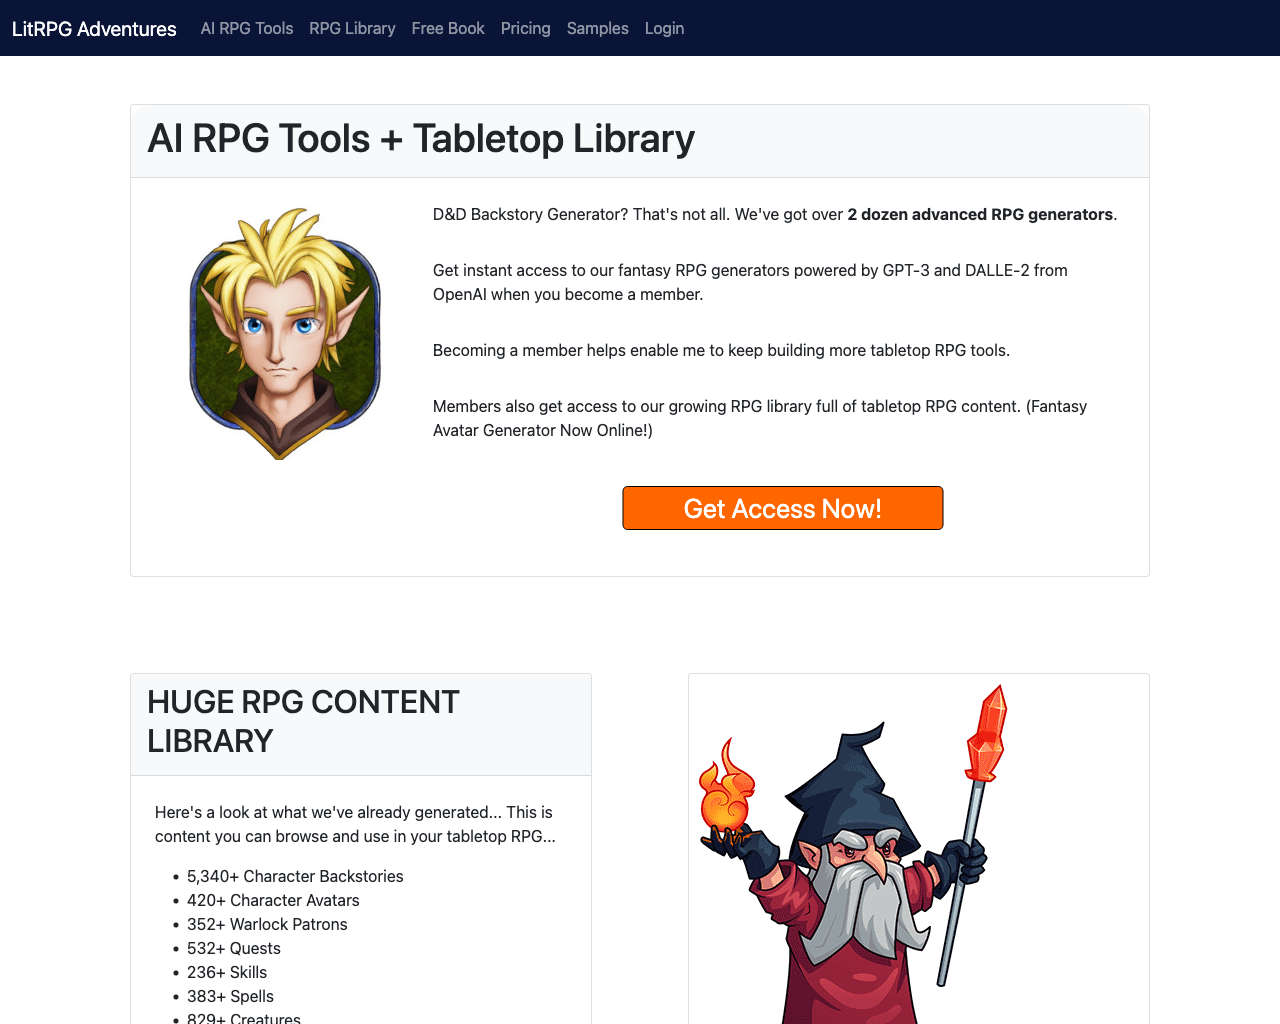 LitRPG Adventures AI RPG Tools RPG Library Free Book Pricing Samples Login
AI RPG Tools + Tabletop Library
D&D Backstory Generator? That's not all. We've got over 2 dozen advanced RPG generators.
Get instant access to our fantasy RPG generators powered by GPT-3 and DALLE-2 from
OpenAI when you become a member.
Becoming a member helps enable me to keep building more tabletop RPG tools.
Members also get access to our growing RPG library full of tabletop RPG content. (Fantasy
Avatar Generator Now Online!)
Get Access Now!
HUGE RPG CONTENT
LIBRARY
Here's a look at what we've already generated... This is
content you can browse and use in your tabletop RPG...
• 5,340+ Character Backstories
• 420+ Character Avatars
• 352+ Warlock Patrons
• 532+ Quests
• 236+ Skills
• 383+ Spells
• 829+ Creatures